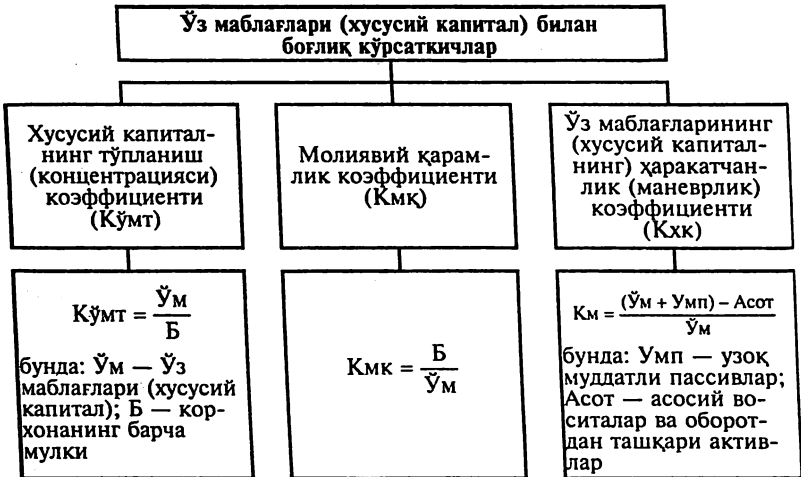 Ўз маблағлари (хусусий капитал) билан
боғлиқ кўрсаткичлар
Хусусий капитал-
нинг тўпланиш
(концентрацияси)
коэффициенти
(Кўмт)
Молиявий қарам-
лик коэффициенти
(Кмқ)
Ўз маблағларининг
(хусусий капитал-
нинг) ҳаракатчан-
лик (маневрлик)
коэффициенти
(Кхк)
Кўмт = Ўм / Б
бунда: Ўм — Ўз
маблағлари (хусусий
капитал); Б — кор-
хонанинг барча
мулки
Кмк = Б / Ўм
Км = (Ўм + Умп) – Асот / Ўм
бунда: Умп — узоқ
муддатли пассивлар;
Асот — асосий во-
ситалар ва оборот-
дан ташқари актив-
лар